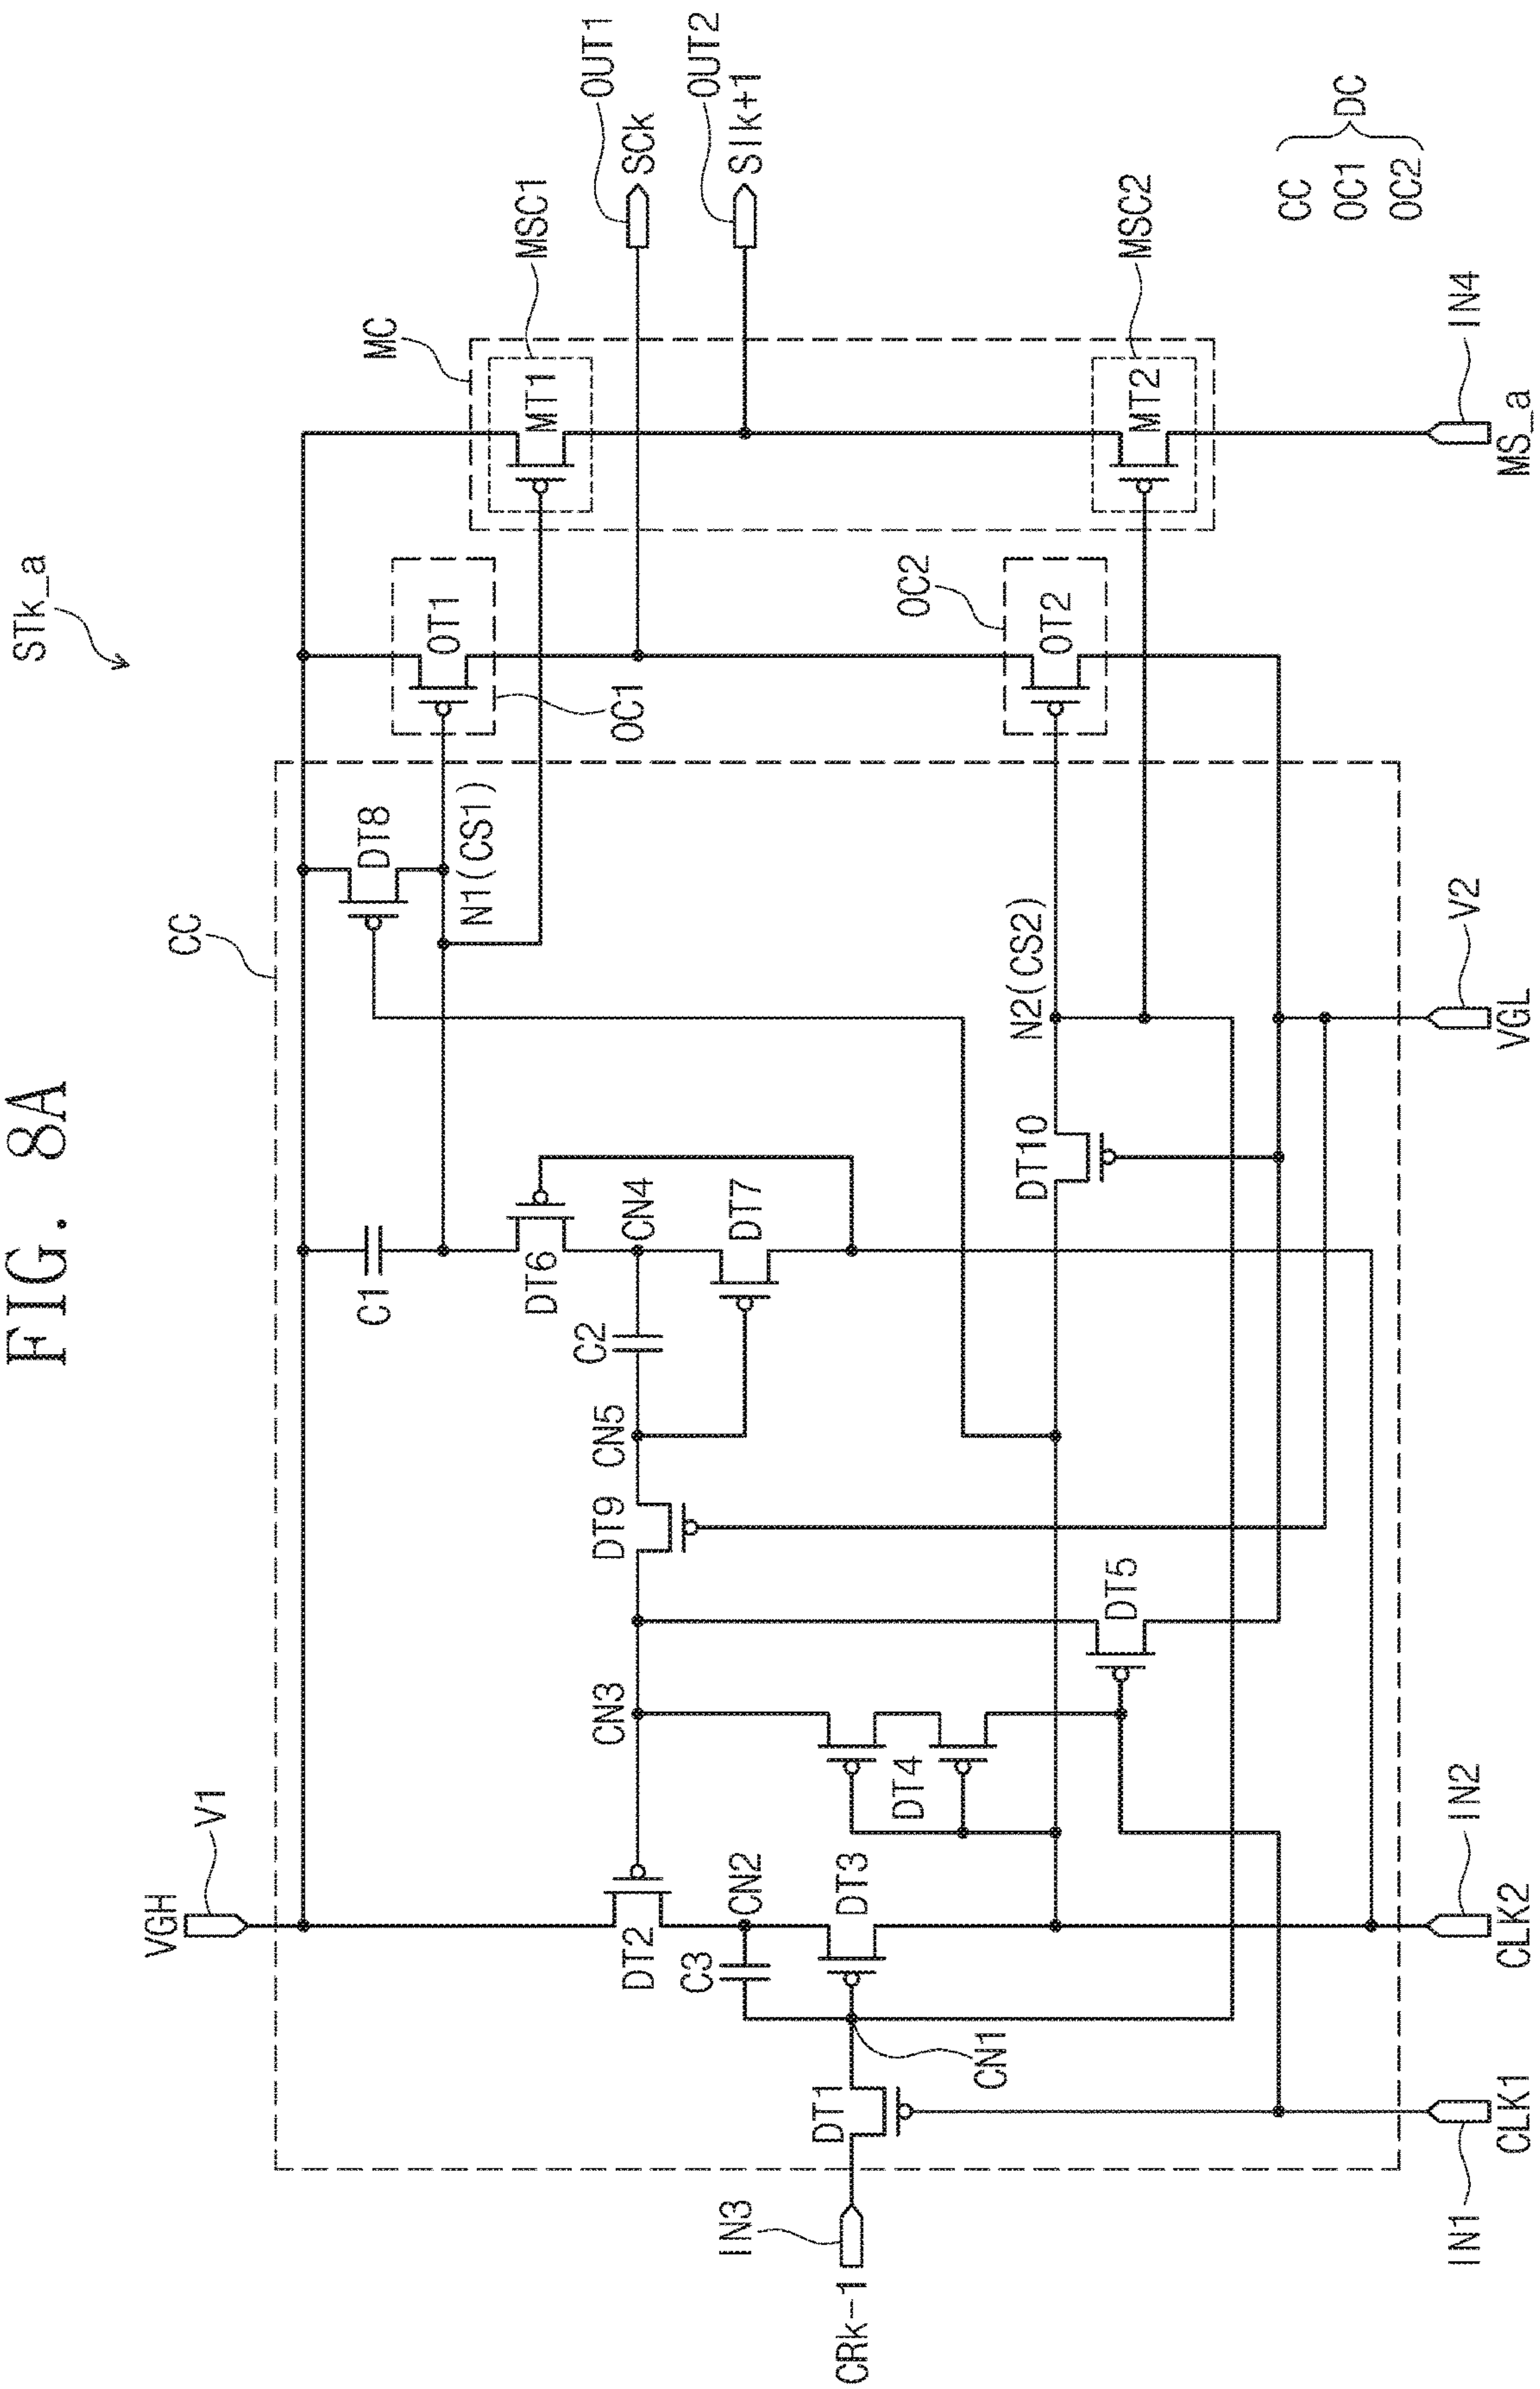 FIG. 8A
STk_a
VGH
V1
CC
C1
DT8
N1(CS1)
OT1
OC1
MC
MT1
MSC1
OUT1
SCk
OUT2
SIk+1
DT6
CN4
C2
CN5
DT7
DT9
CN3
DT2
CN2
C3
DT3
DT4
DT5
CN1
DT1
IN3
CRk-1
DT10
N2(CS2)
OC2
OT2
MT2
MSC2
CLK1
IN1
CLK2
IN2
VGL
V2
MS_a
IN4
CC
OC1
OC2
DC